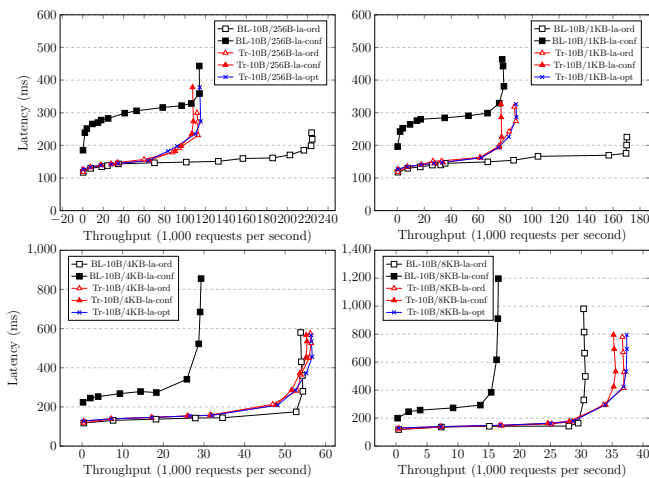 600
500
400
300
200
100
0
Latency (ms)
−20 0 20 40 60 80 100 120 140 160 180 200 220 240
Throughput (1,000 requests per second)
BL-10B/256B-la-ord
BL-10B/256B-la-conf
Tr-10B/256B-la-ord
Tr-10B/256B-la-conf
Tr-10B/256B-la-opt
600
500
400
300
200
100
0
0 20 40 60 80 100 120 140 160 180
Throughput (1,000 requests per second)
BL-10B/1KB-la-ord
BL-10B/1KB-la-conf
Tr-10B/1KB-la-ord
Tr-10B/1KB-la-conf
Tr-10B/1KB-la-opt
1,000
800
600
400
200
0
Latency (ms)
0 10 20 30 40 50 60
Throughput (1,000 requests per second)
BL-10B/4KB-la-ord
BL-10B/4KB-la-conf
Tr-10B/4KB-la-ord
Tr-10B/4KB-la-conf
Tr-10B/4KB-la-opt
1,400
1,200
1,000
800
600
400
200
0
0 5 10 15 20 25 30 35 40
Throughput (1,000 requests per second)
BL-10B/8KB-la-ord
BL-10B/8KB-la-conf
Tr-10B/8KB-la-ord
Tr-10B/8KB-la-conf
Tr-10B/8KB-la-opt